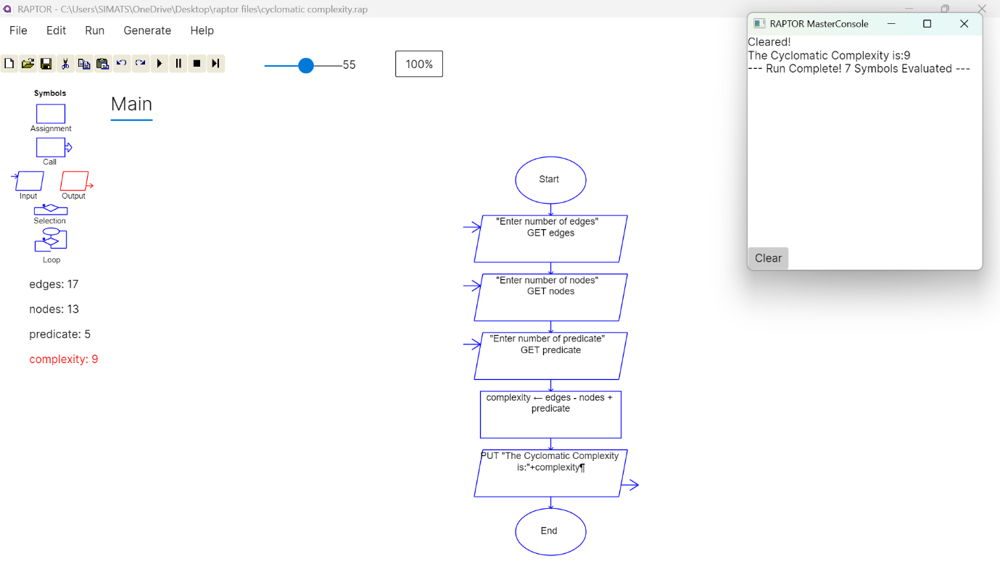 RAPTOR - C:\Users\SIMATS\OneDrive\Desktop\raptor files\cyclomatic complexity.rap
File Edit Run Generate Help
55
100%
Symbols
Assignment
Call
Input Output
Selection
Loop
edges: 17
nodes: 13
predicate: 5
complexity: 9
Main
Start
"Enter number of edges"
GET edges
"Enter number of nodes"
GET nodes
"Enter number of predicate"
GET predicate
complexity ← edges - nodes +
predicate
PUT "The Cyclomatic Complexity
is:"+complexity¶
End
RAPTOR MasterConsole
Cleared!
The Cyclomatic Complexity is:9
--- Run Complete! 7 Symbols Evaluated ---
Clear